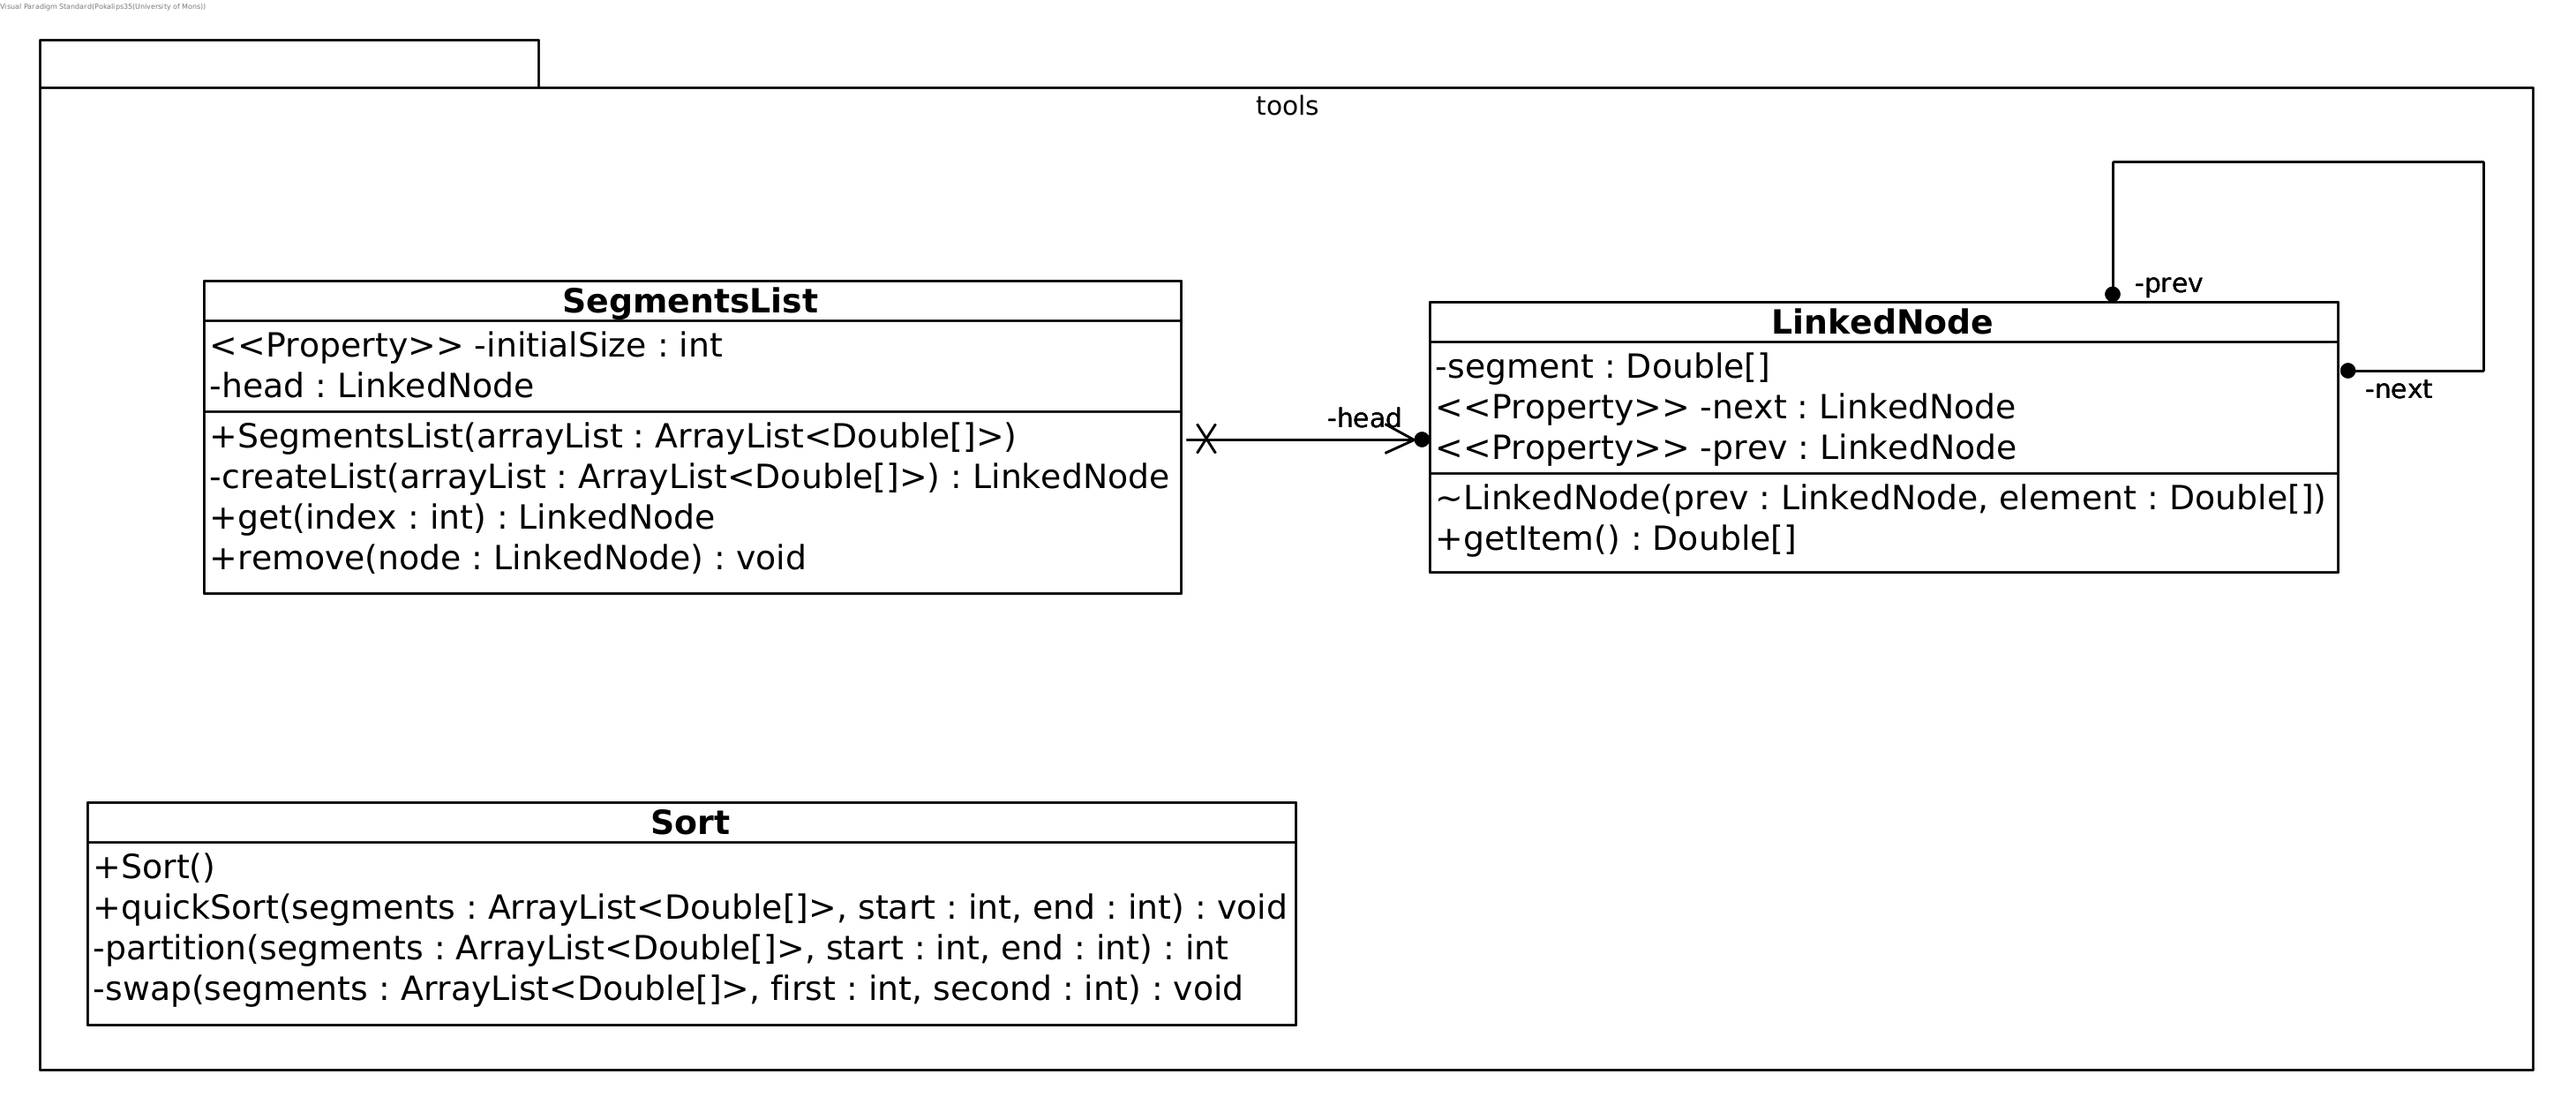 Visual Paradigm Standard(Pokalips35(University of Mons))
tools
SegmentsList
<<Property>> -initialSize : int
-head : LinkedNode
+SegmentsList(arrayList : ArrayList<Double[]>)
-createList(arrayList : ArrayList<Double[]>) : LinkedNode
+get(index : int) : LinkedNode
+remove(node : LinkedNode) : void
-head
-prev
LinkedNode
-segment : Double[]
<<Property>> -next : LinkedNode
<<Property>> -prev : LinkedNode
~LinkedNode(prev : LinkedNode, element : Double[])
+getItem() : Double[]
-next
Sort
+Sort()
+quickSort(segments : ArrayList<Double[]>, start : int, end : int) : void
-partition(segments : ArrayList<Double[]>, start : int, end : int) : int
-swap(segments : ArrayList<Double[]>, first : int, second : int) : void